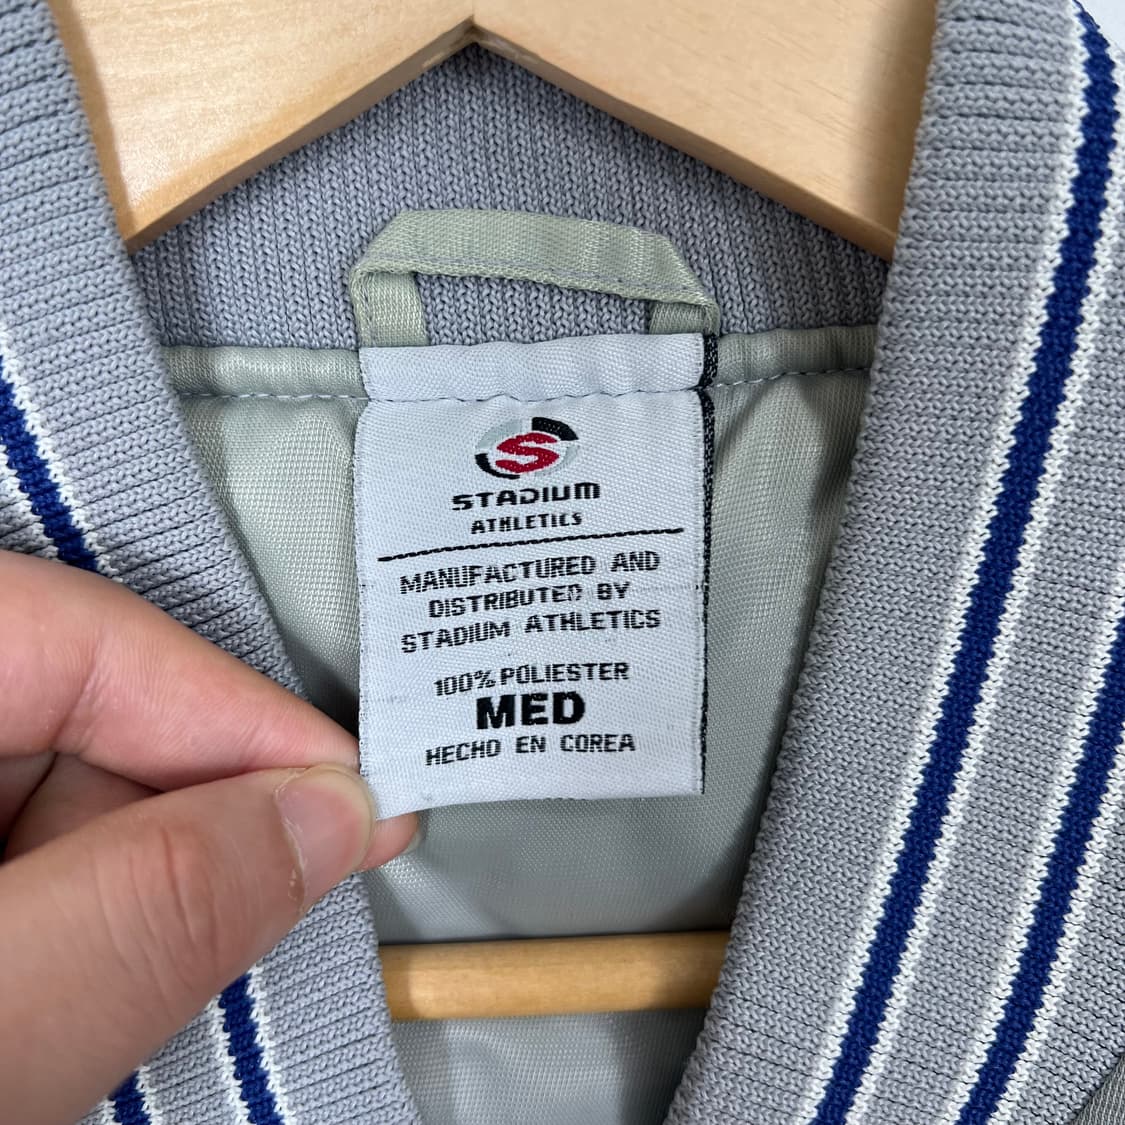 S
STADIUM
ATHLETICS
MANUFACTURED AND
DISTRIBUTED BY
STADIUM ATHLETICS
100% POLIESTER
MED
HECHO EN COREA